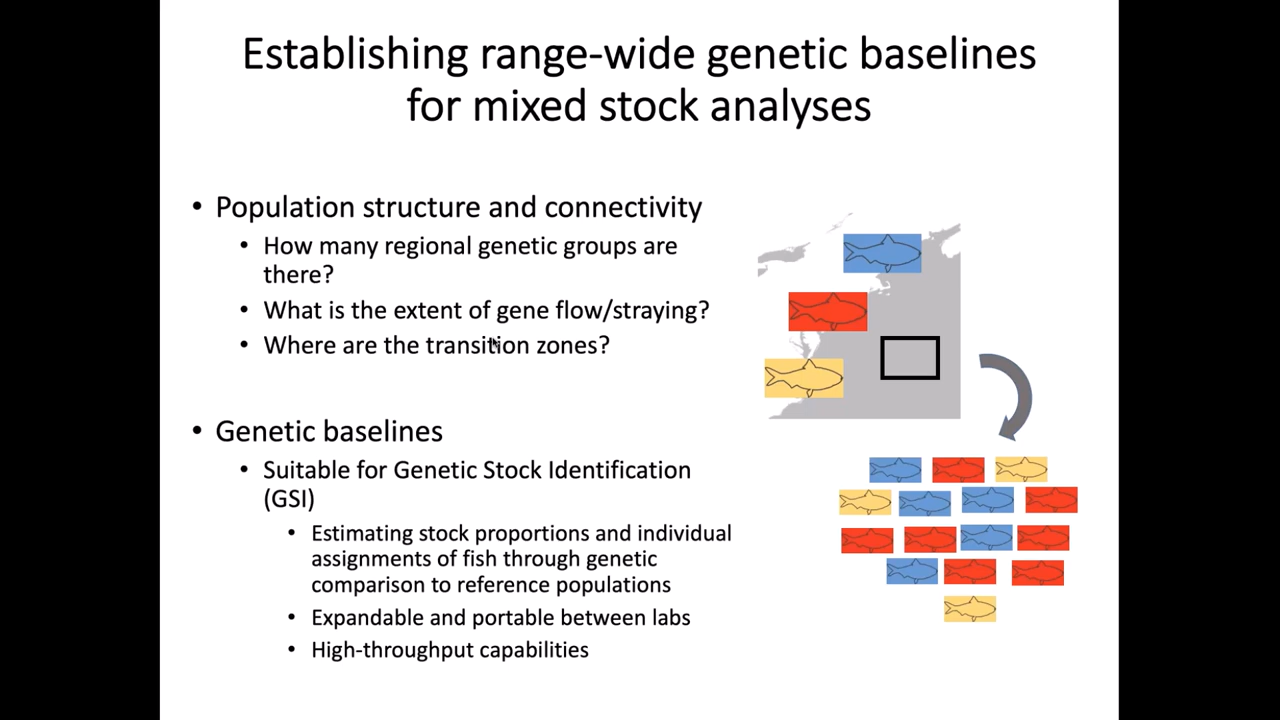 Establishing range-wide genetic baselines
for mixed stock analyses
• Population structure and connectivity
• How many regional genetic groups are
there?
• What is the extent of gene flow/straying?
• Where are the transition zones?
• Genetic baselines
• Suitable for Genetic Stock Identification
(GSI)
• Estimating stock proportions and individual
assignments of fish through genetic
comparison to reference populations
• Expandable and portable between labs
• High-throughput capabilities